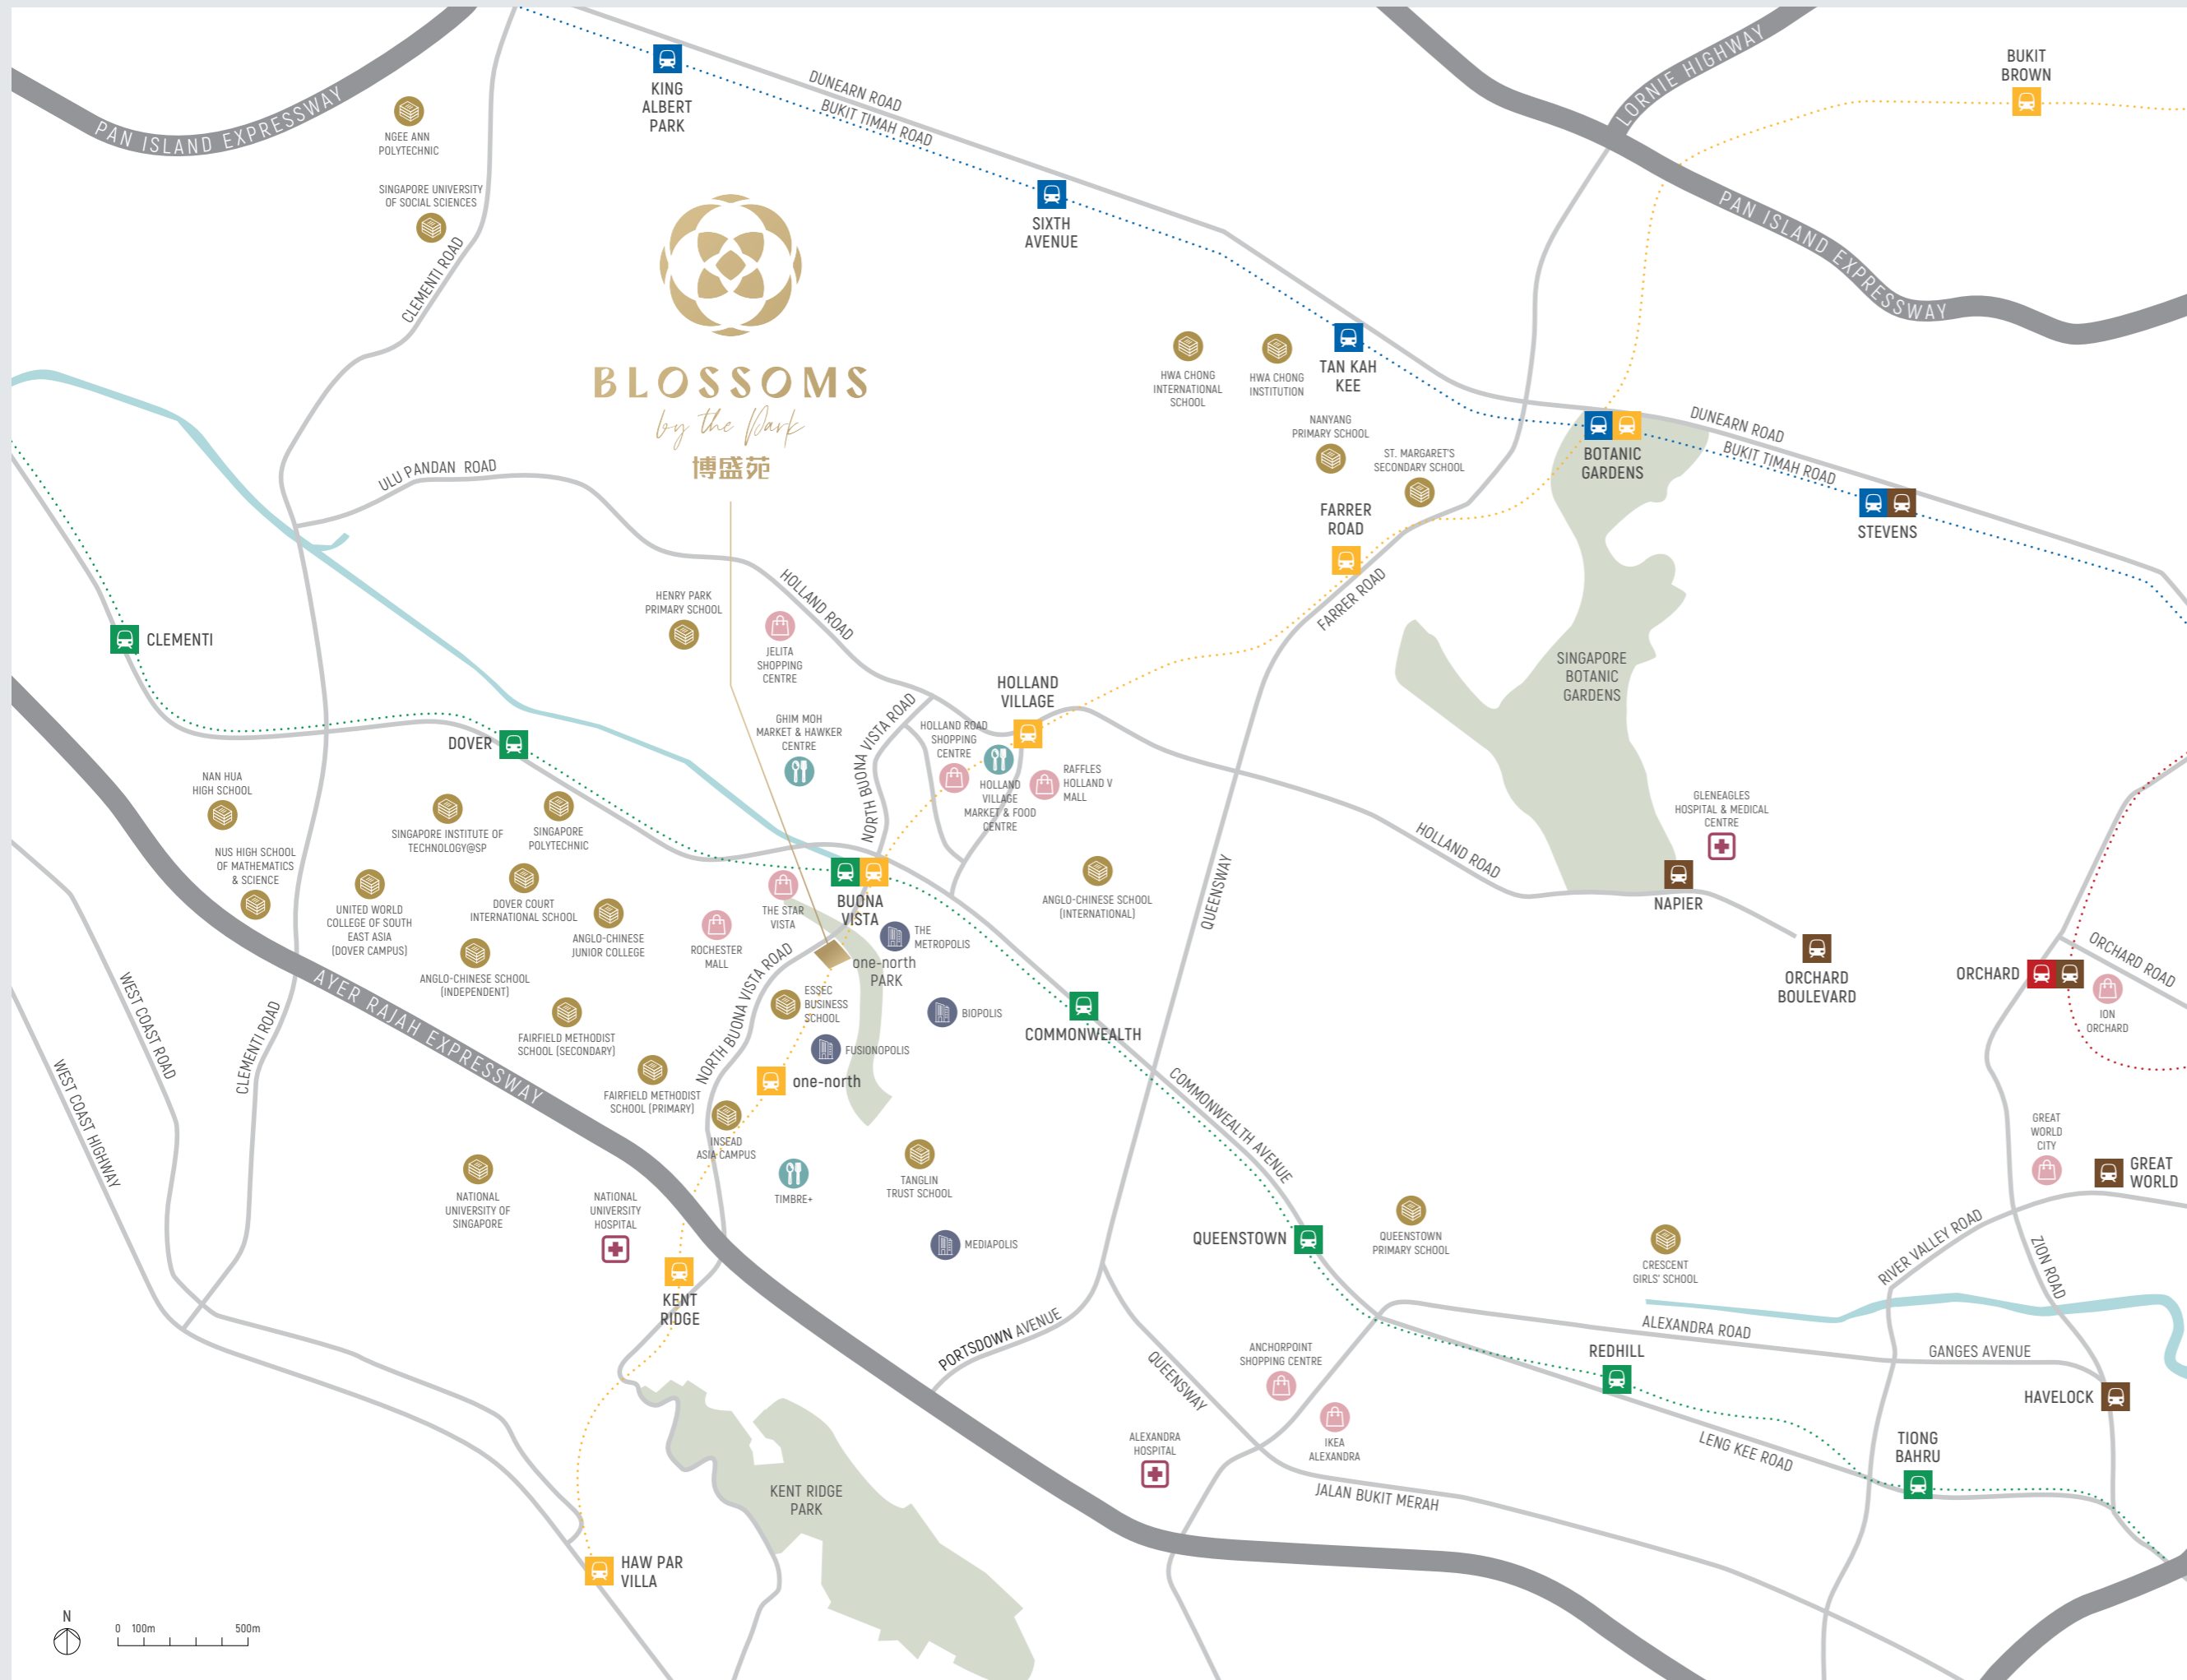 BUKIT
BROWN
LORNIE HIGHWAY
KING
ALBERT
PARK
DUNEARN ROAD
BUKIT TIMAH ROAD
PAN ISLAND EXPRESSWAY
NGEE ANN
POLYTECHNIC
SINGAPORE UNIVERSITY
OF SOCIAL SCIENCES
CLEMENTI ROAD
SIXTH
AVENUE
PAN ISLAND EXPRESSWAY
BLOSSOMS
by the Park
博盛苑
HWA CHONG
INTERNATIONAL
SCHOOL
HWA CHONG
INSTITUTION
TAN KAH
KEE
NANYANG
PRIMARY SCHOOL
ST. MARGARET'S
SECONDARY SCHOOL
BOTANIC
GARDENS
DUNEARN ROAD
BUKIT TIMAH ROAD
STEVENS
ULU PANDAN ROAD
FARRER
ROAD
FARRER ROAD
HOLLAND ROAD
HENRY PARK
PRIMARY SCHOOL
JELITA
SHOPPING
CENTRE
CLEMENTI
SINGAPORE
BOTANIC
GARDENS
HOLLAND
VILLAGE
DOVER
GHIM MOH
MARKET & HAWKER
CENTRE
NORTH BUONA VISTA ROAD
HOLLAND ROAD
SHOPPING
CENTRE
HOLLAND
VILLAGE
MARKET & FOOD
CENTRE
RAFFLES
HOLLAND V
MALL
NAN HUA
HIGH SCHOOL
SINGAPORE INSTITUTE OF
TECHNOLOGY@SP
SINGAPORE
POLYTECHNIC
GLENEAGLES
HOSPITAL & MEDICAL
CENTRE
HOLLAND ROAD
NUS HIGH SCHOOL
OF MATHEMATICS
& SCIENCE
UNITED WORLD
COLLEGE OF SOUTH
EAST ASIA
(DOVER CAMPUS)
DOVER COURT
INTERNATIONAL SCHOOL
ANGLO-CHINESE
JUNIOR COLLEGE
THE STAR
VISTA
BUONA
VISTA
ANGLO-CHINESE SCHOOL
(INTERNATIONAL)
QUEENSWAY
NAPIER
ROCHESTER
MALL
THE
METROPOLIS
one-north
PARK
ANGLO-CHINESE SCHOOL
(INDEPENDENT)
ORCHARD
BOULEVARD
ORCHARD
ORCHARD ROAD
ION
ORCHARD
AYER RAJAH EXPRESSWAY
WEST COAST ROAD
CLEMENTI ROAD
NORTH BUONA VISTA ROAD
ESSEC
BUSINESS
SCHOOL
BIOPOLIS
FUSIONOPOLIS
COMMONWEALTH
FAIRFIELD METHODIST
SCHOOL (SECONDARY)
FAIRFIELD METHODIST
SCHOOL (PRIMARY)
one-north
WEST COAST HIGHWAY
COMMONWEALTH AVENUE
INSEAD
ASIA CAMPUS
GREAT
WORLD
CITY
GREAT
WORLD
NATIONAL
UNIVERSITY OF
SINGAPORE
NATIONAL
UNIVERSITY
HOSPITAL
TIMBRE+
TANGLIN
TRUST SCHOOL
MEDIAPOLIS
QUEENSTOWN
QUEENSTOWN
PRIMARY SCHOOL
CRESCENT
GIRLS' SCHOOL
RIVER VALLEY ROAD
ZION ROAD
KENT
RIDGE
PORTSDOWN AVENUE
QUEENSWAY
ANCHORPOINT
SHOPPING CENTRE
ALEXANDRA ROAD
REDHILL
GANGES AVENUE
HAVELOCK
IKEA
ALEXANDRA
ALEXANDRA
HOSPITAL
LENG KEE ROAD
TIONG
BAHRU
JALAN BUKIT MERAH
KENT RIDGE
PARK
HAW PAR
VILLA
N
0 100m 500m